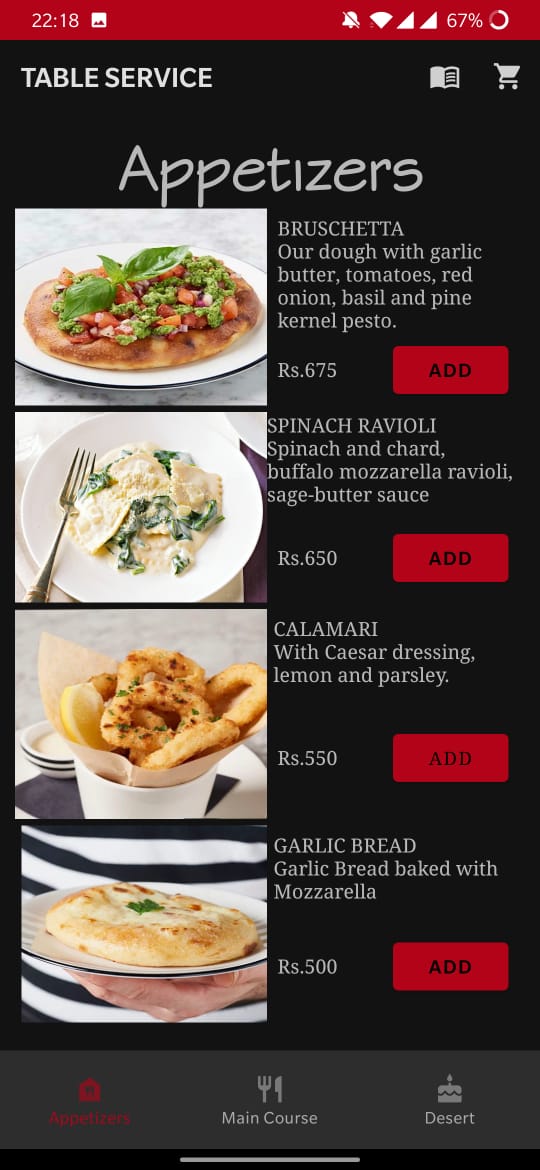 22:18
67%
TABLE SERVICE
Appetizers
BRUSCHETTA
Our dough with garlic
butter, tomatoes, red
onion, basil and pine
kernel pesto.
Rs.675
ADD
SPINACH RAVIOLI
Spinach and chard,
buffalo mozzarella ravioli,
sage-butter sauce
Rs.650
ADD
CALAMARI
With Caesar dressing,
lemon and parsley.
Rs.550
ADD
GARLIC BREAD
Garlic Bread baked with
Mozzarella
Rs.500
ADD
Appetizers
Main Course
Desert